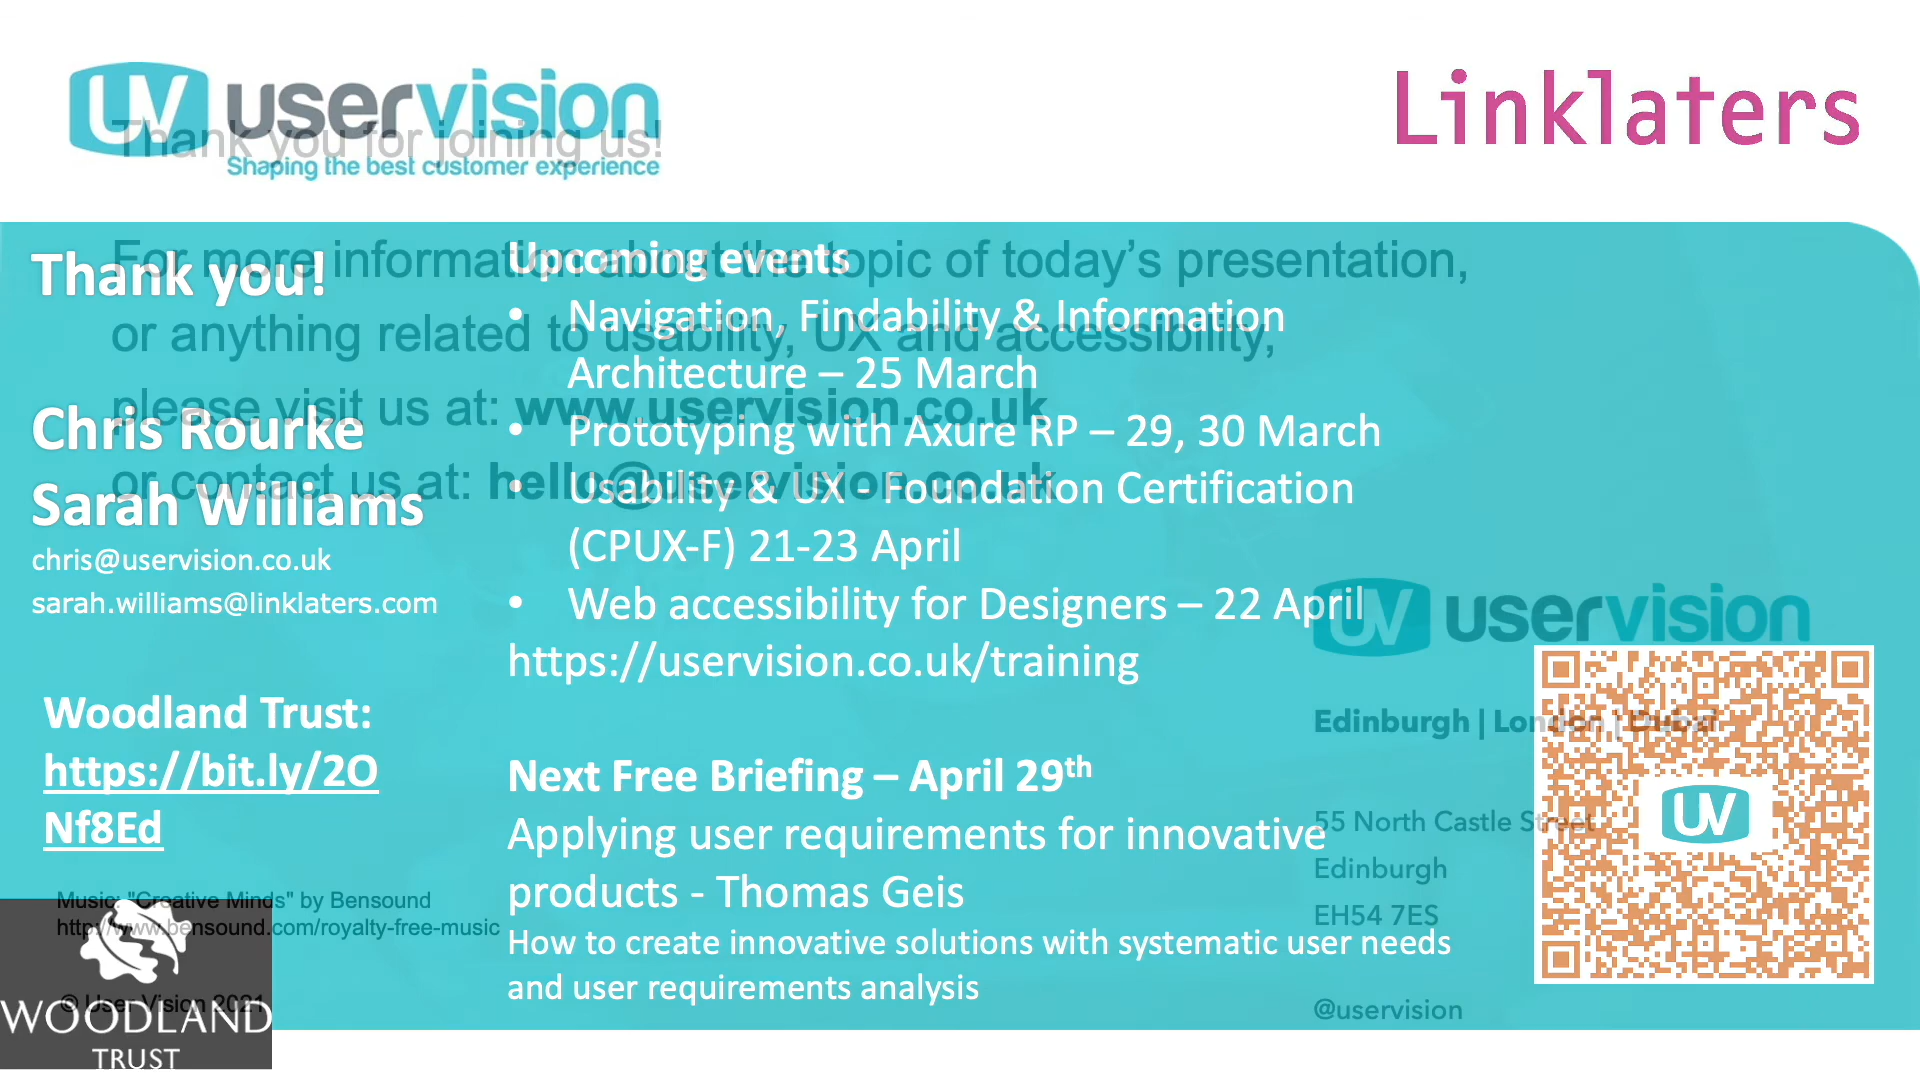 UV uservision
Shaping the best customer experience
Linklaters
Thank you for joining us!
Thank you!
Chris Rourke
Sarah Williams
chris@uservision.co.uk
sarah.williams@linklaters.com
Woodland Trust:
https://bit.ly/2O
Nf8Ed
Upcoming events
• Navigation, Findability & Information
Architecture – 25 March
• Prototyping with Axure RP – 29, 30 March
• Usability & UX - Foundation Certification
(CPUX-F) 21-23 April
• Web accessibility for Designers – 22 April
https://uservision.co.uk/training
Next Free Briefing – April 29th
Applying user requirements for innovative
products - Thomas Geis
How to create innovative solutions with systematic user needs
and user requirements analysis
For more information about the topic of today’s presentation,
or anything related to usability, UX and accessibility,
please visit us at: www.uservision.co.uk
or contact us at: hello@uservision.co.uk
UV uservision
Edinburgh | London | Dubai
55 North Castle Street
Edinburgh
EH54 7ES
@uservision
UV
Music: "Creative Minds" by Bensound
http://www.bensound.com/royalty-free-music
© User Vision 2021
WOODLAND
TRUST